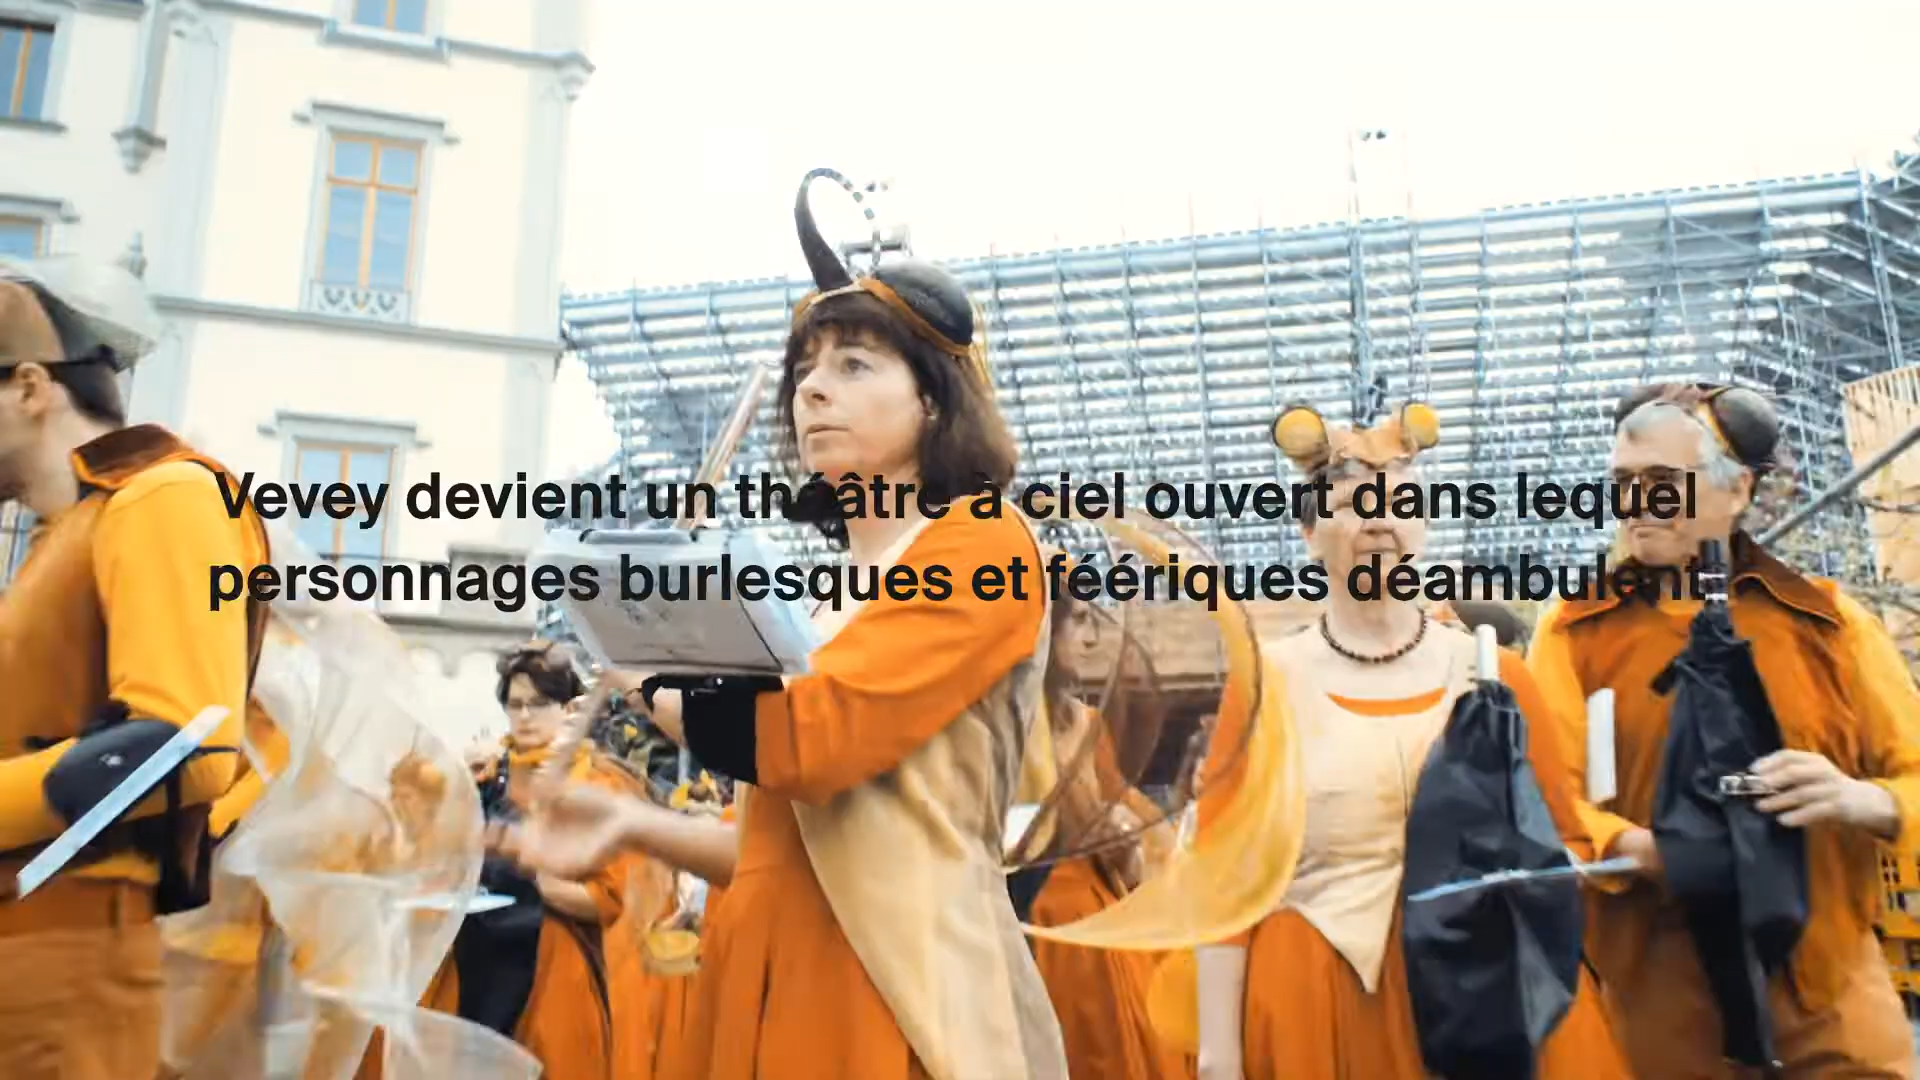 Vevey devient un théâtre à ciel ouvert dans lequel
personnages burlesques et féériques déambulent